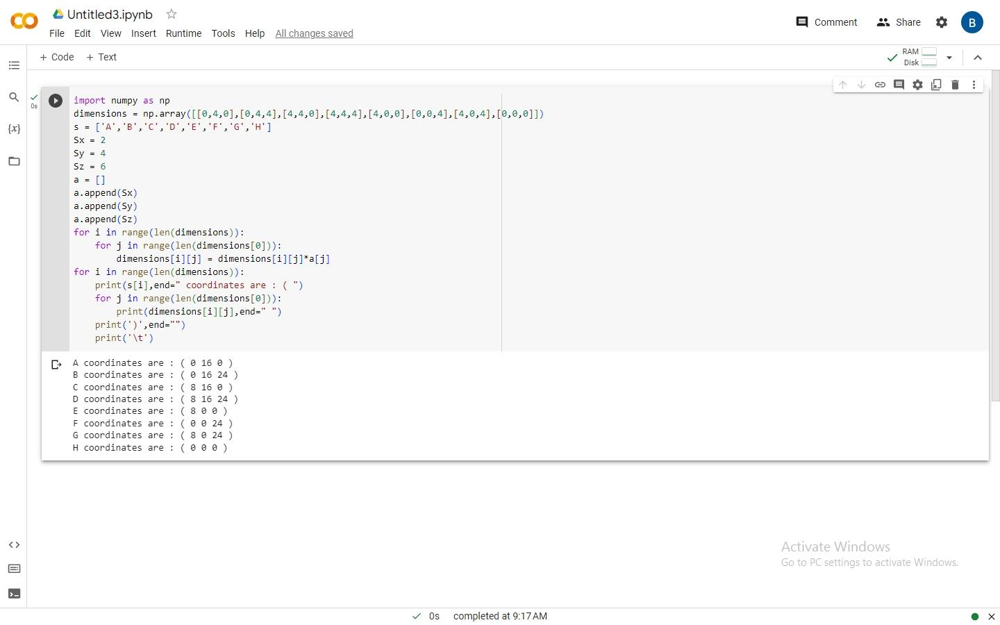 Untitled3.ipynb
File Edit View Insert Runtime Tools Help All changes saved
Comment Share B
+ Code + Text
RAM
Disk
{x}
0s
import numpy as np
dimensions = np.array([[0,4,0],[0,4,4],[4,4,0],[4,4,4],[4,0,0],[0,0,4],[4,0,4],[0,0,0]])
s = ['A','B','C','D','E','F','G','H']
Sx = 2
Sy = 4
Sz = 6
a = []
a.append(Sx)
a.append(Sy)
a.append(Sz)
for i in range(len(dimensions)):
    for j in range(len(dimensions[0])):
        dimensions[i][j] = dimensions[i][j]*a[j]
for i in range(len(dimensions)):
    print(s[i],end=" coordinates are : ( ")
    for j in range(len(dimensions[0])):
        print(dimensions[i][j],end=" ")
    print(')',end="")
    print('\t')
A coordinates are : ( 0 16 0 )
B coordinates are : ( 0 16 24 )
C coordinates are : ( 8 16 0 )
D coordinates are : ( 8 16 24 )
E coordinates are : ( 8 0 0 )
F coordinates are : ( 0 0 24 )
G coordinates are : ( 8 0 24 )
H coordinates are : ( 0 0 0 )
Activate Windows
Go to PC settings to activate Windows.
0s completed at 9:17 AM